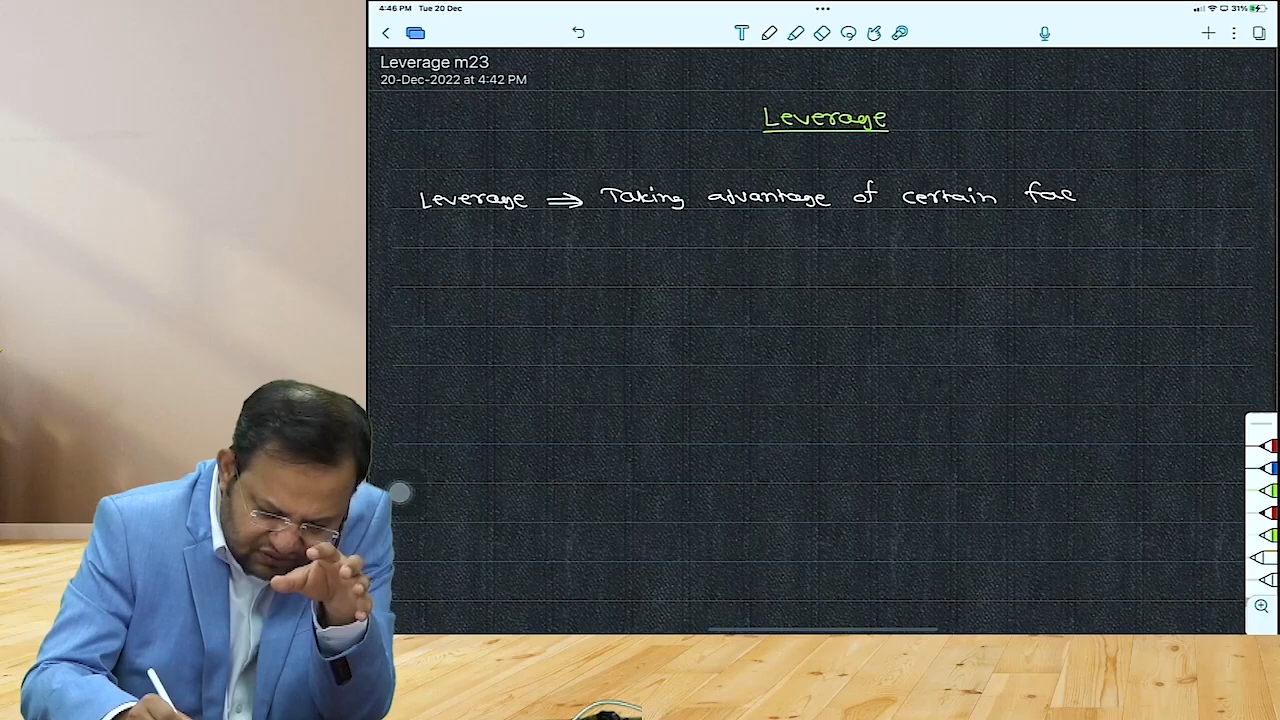 4:46 PM Tue 20 Dec
31%
Leverage m23
20-Dec-2022 at 4:42 PM
Leverage
Leverage ⇒ Taking advantage of certain fac